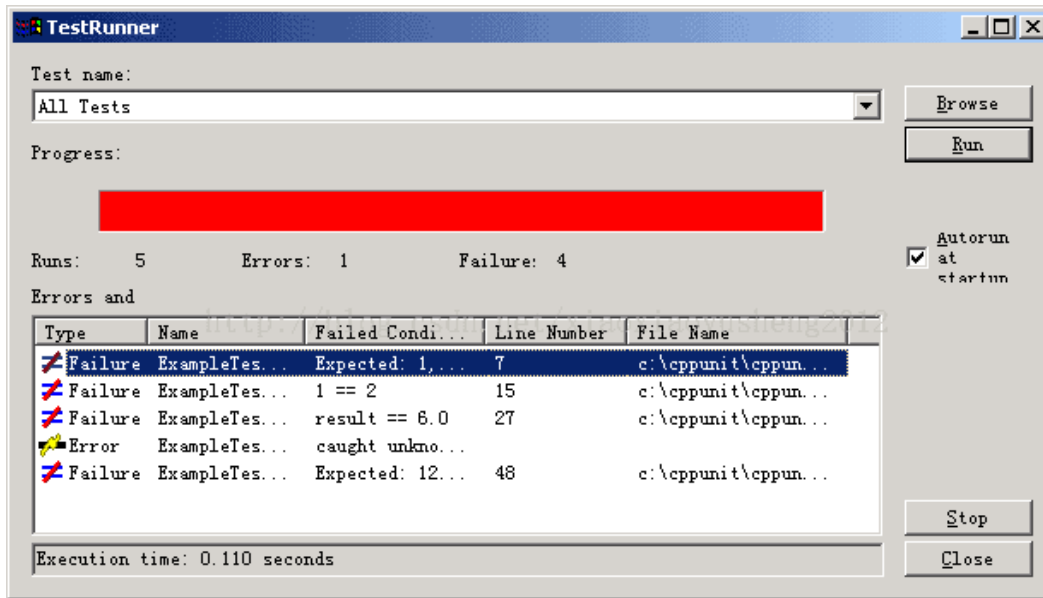 TestRunner
Test name:
All Tests
Browse
Run
Progress:
Autorun
at
startup
Runs: 5 Errors: 1 Failure: 4
Errors and
Type Name Failed Condi... Line Number File Name
Failure ExampleTes... Expected: 1,... 7 c:\cppunit\cppun...
Failure ExampleTes... 1 == 2 15 c:\cppunit\cppun...
Failure ExampleTes... result == 6.0 27 c:\cppunit\cppun...
Error ExampleTes... caught unkno...
Failure ExampleTes... Expected: 12... 48 c:\cppunit\cppun...
Stop
Execution time: 0.110 seconds
Close